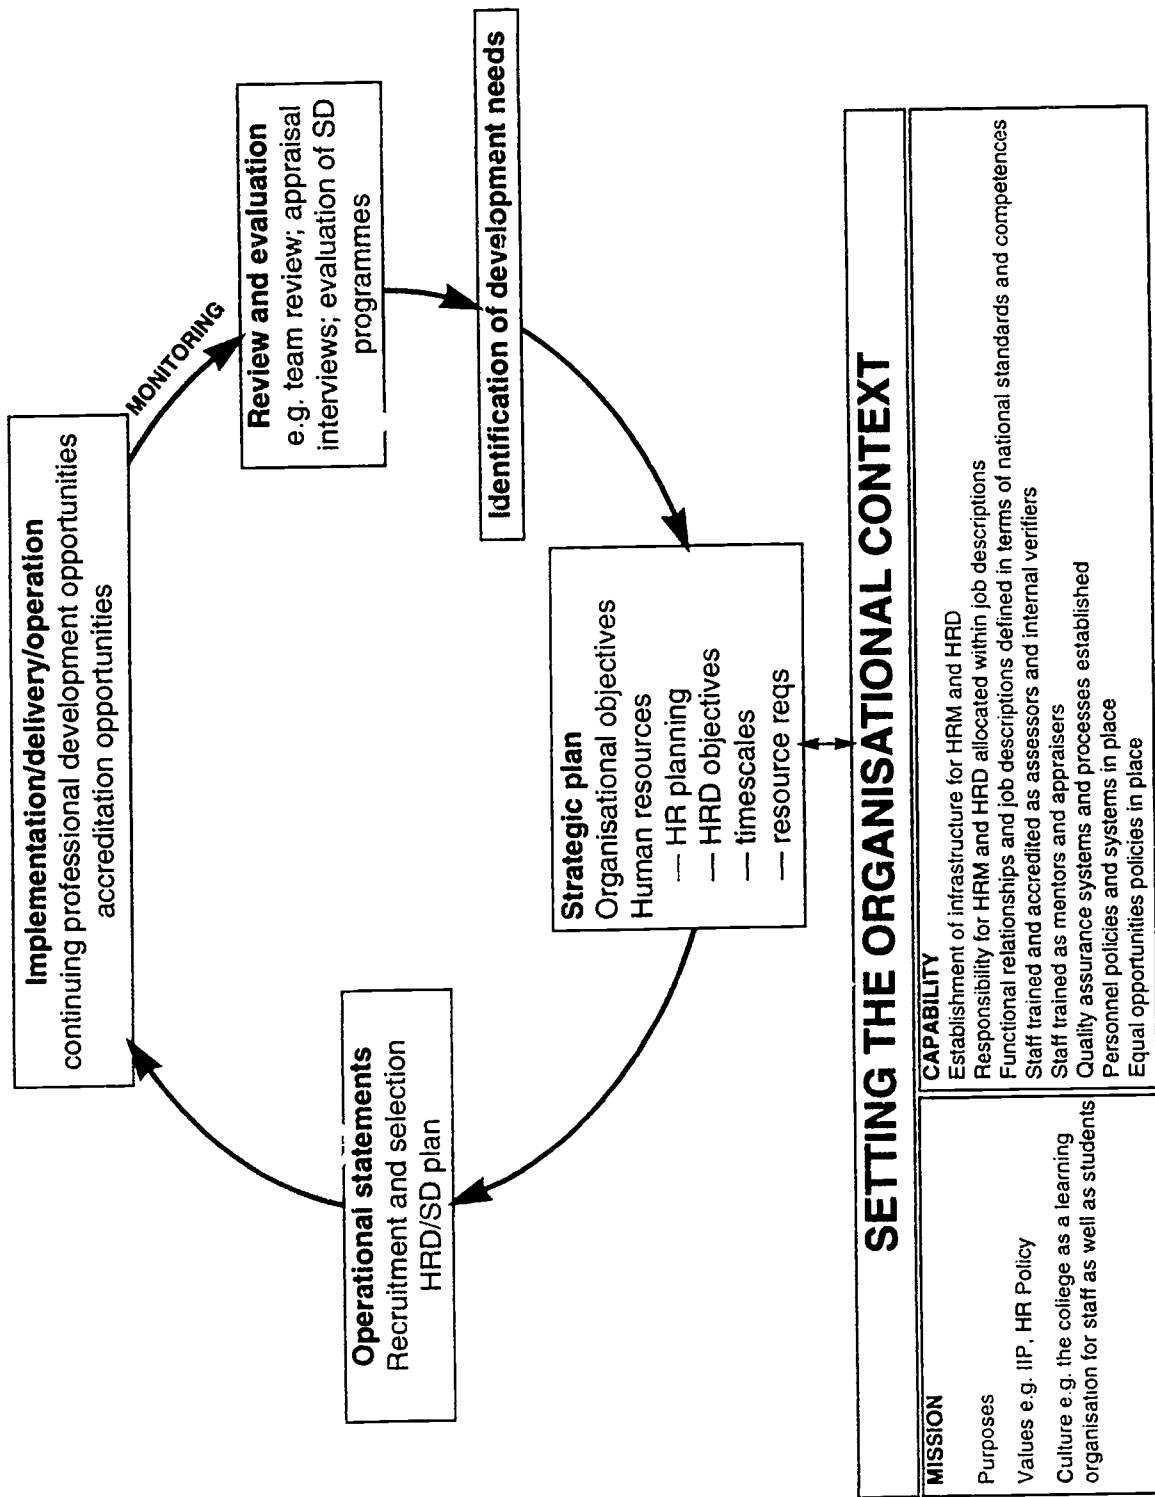 Implementation/delivery/operation
continuing professional development opportunities
accreditation opportunities
MONITORING
Review and evaluation
e.g. team review; appraisal
interviews; evaluation of SD
programmes
Identification of development needs
Operational statements
Recruitment and selection
HRD/SD plan
Strategic plan
Organisational objectives
Human resources
— HR planning
— HRD objectives
— timescales
— resource reqs
SETTING THE ORGANISATIONAL CONTEXT
MISSION
Purposes
Values e.g. IIP, HR Policy
Culture e.g. the college as a learning
organisation for staff as well as students
CAPABILITY
Establishment of infrastructure for HRM and HRD
Responsibility for HRM and HRD allocated within job descriptions
Functional relationships and job descriptions defined in terms of national standards and competences
Staff trained and accredited as assessors and internal verifiers
Staff trained as mentors and appraisers
Quality assurance systems and processes established
Personnel policies and systems in place
Equal opportunities policies in place